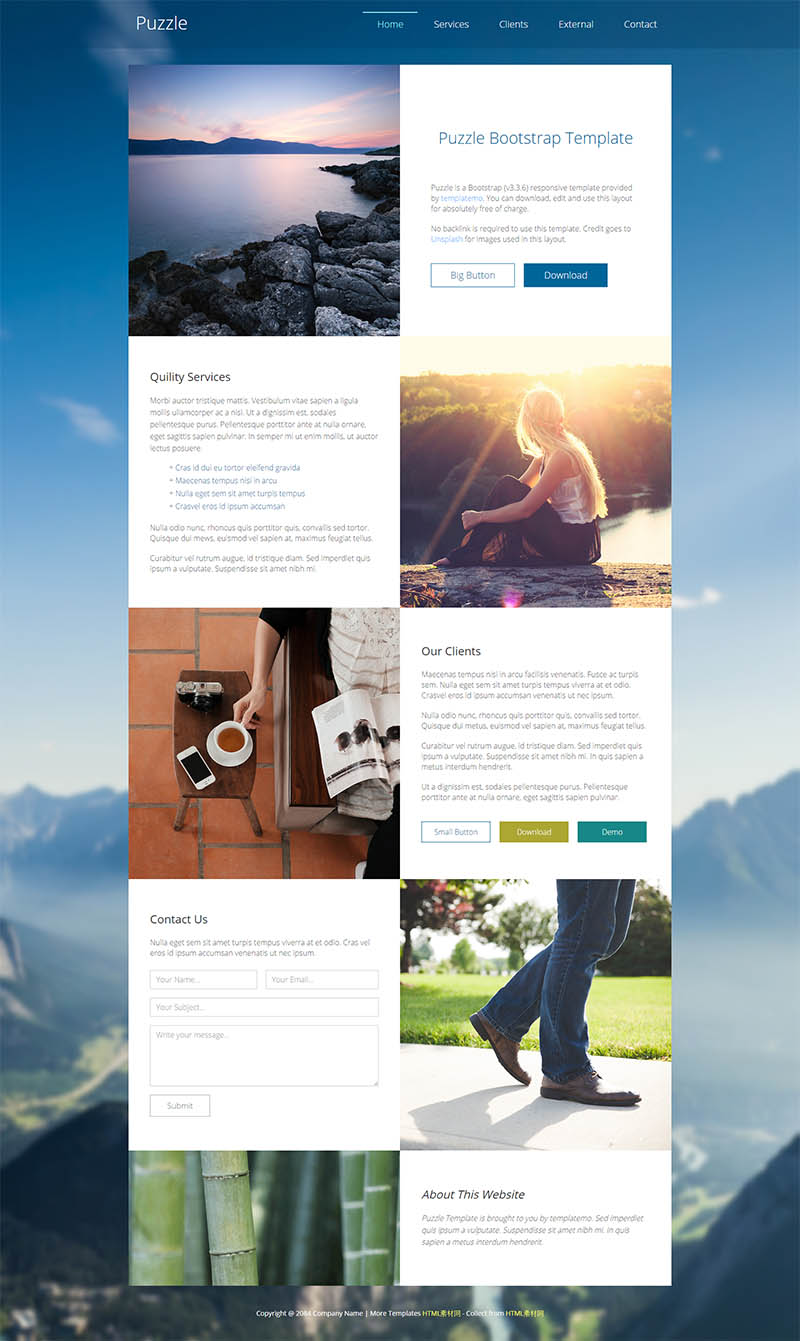 Puzzle
Home Services Clients External Contact
Puzzle Bootstrap Template
Puzzle is a Bootstrap (v3.3.6) responsive template provided
by templatemo. You can download, edit and use this layout
for absolutely free of charge.
No backlink is required to use this template. Credit goes to
Unsplash for images used in this layout.
Big Button Download
Quility Services
Morbi auctor tristique mattis. Vestibulum vitae sapien a ligula
mollis ullamcorper ac a nisi. Ut a dignissim est, sodales
pellentesque purus. Pellentesque porttitor ante at nulla ornare,
eget sagittis sapien pulvinar. In semper mi ut enim mollis, ut auctor
lectus posuere.
+ Cras id dui eu tortor eleifend gravida
+ Maecenas tempus nisi in arcu
+ Nulla eget sem sit amet turpis tempus
+ Crasvel eros id ipsum accumsan
Nulla odio nunc, rhoncus quis porttitor quis, convallis sed tortor.
Quisque dui mews, euismod vel sapien at, maximus feugiat tellus.
Curabitur vel rutrum augue, id tristique diam. Sed imperdiet quis
ipsum a vulputate. Suspendisse sit amet nibh mi.
Our Clients
Maecenas tempus nisi in arcu facilisis venenatis. Fusce ac turpis
sem. Nulla eget sem sit amet turpis tempus viverra at et odio.
Crasvel eros id ipsum accumsan venenatis ut nec ipsum.
Nulla odio nunc, rhoncus quis porttitor quis, convallis sed tortor.
Quisque dui metus, euismod vel sapien at, maximus feugiat tellus.
Curabitur vel rutrum augue, id tristique diam. Sed imperdiet quis
ipsum a vulputate. Suspendisse sit amet nibh mi. In quis sapien a
metus interdum hendrerit.
Ut a dignissim est, sodales pellentesque purus. Pellentesque
porttitor ante at nulla ornare, eget sagittis sapien pulvinar.
Small Button Download Demo
Contact Us
Nulla eget sem sit amet turpis tempus viverra at et odio. Cras vel
eros id ipsum accumsan venenatis ut nec ipsum.
Your Name... Your Email...
Your Subject...
Write your message...
Submit
About This Website
Puzzle Template is brought to you by templatemo. Sed imperdiet
quis ipsum a vulputate. Suspendisse sit amet nibh mi. In quis
sapien a metus interdum hendrerit.
Copyright @ 2084 Company Name | More Templates HTML素材网 - Collect from HTML素材网